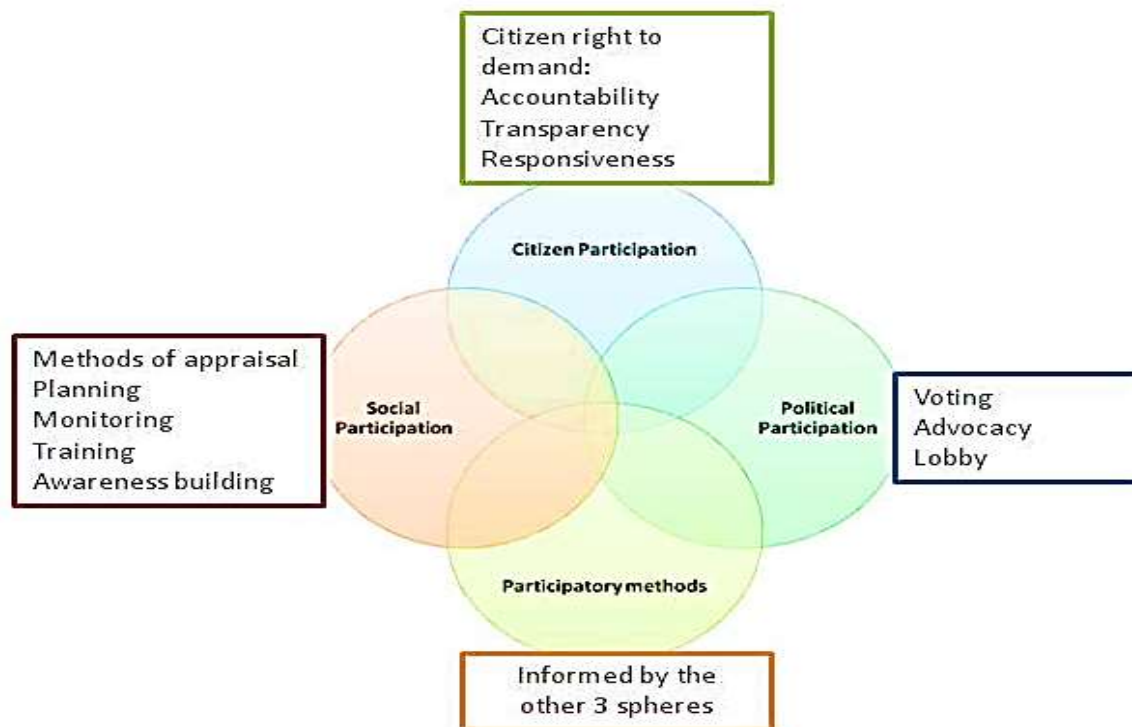 Citizen right to
demand:
Accountability
Transparency
Responsiveness
Citizen Participation
Methods of appraisal
Planning
Monitoring
Training
Awareness building
Social
Participation
Political
Participation
Voting
Advocacy
Lobby
Participatory methods
Informed by the
other 3 spheres